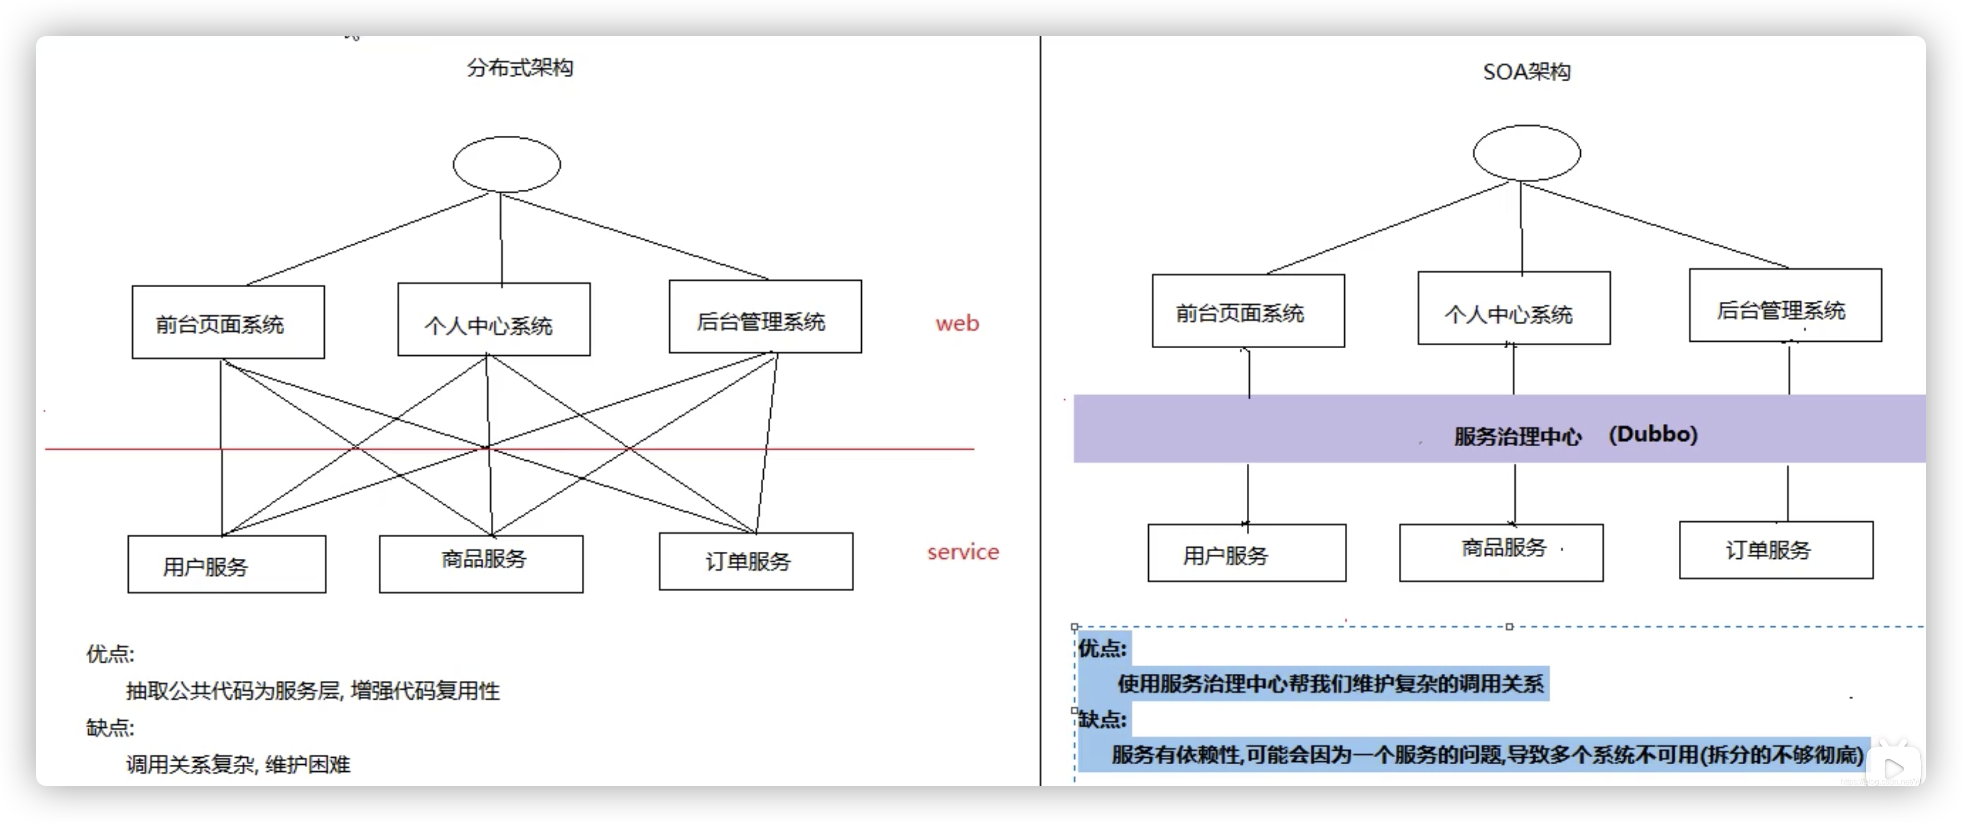 分布式架构
前台页面系统
个人中心系统
后台管理系统
web
用户服务
商品服务
订单服务
service
优点:
抽取公共代码为服务层, 增强代码复用性
缺点:
调用关系复杂, 维护困难
SOA架构
前台页面系统
个人中心系统
后台管理系统
服务治理中心 (Dubbo)
用户服务
商品服务
订单服务
优点:
使用服务治理中心帮我们维护复杂的调用关系
缺点:
服务有依赖性,可能会因为一个服务的问题,导致多个系统不可用(拆分的不够彻底)